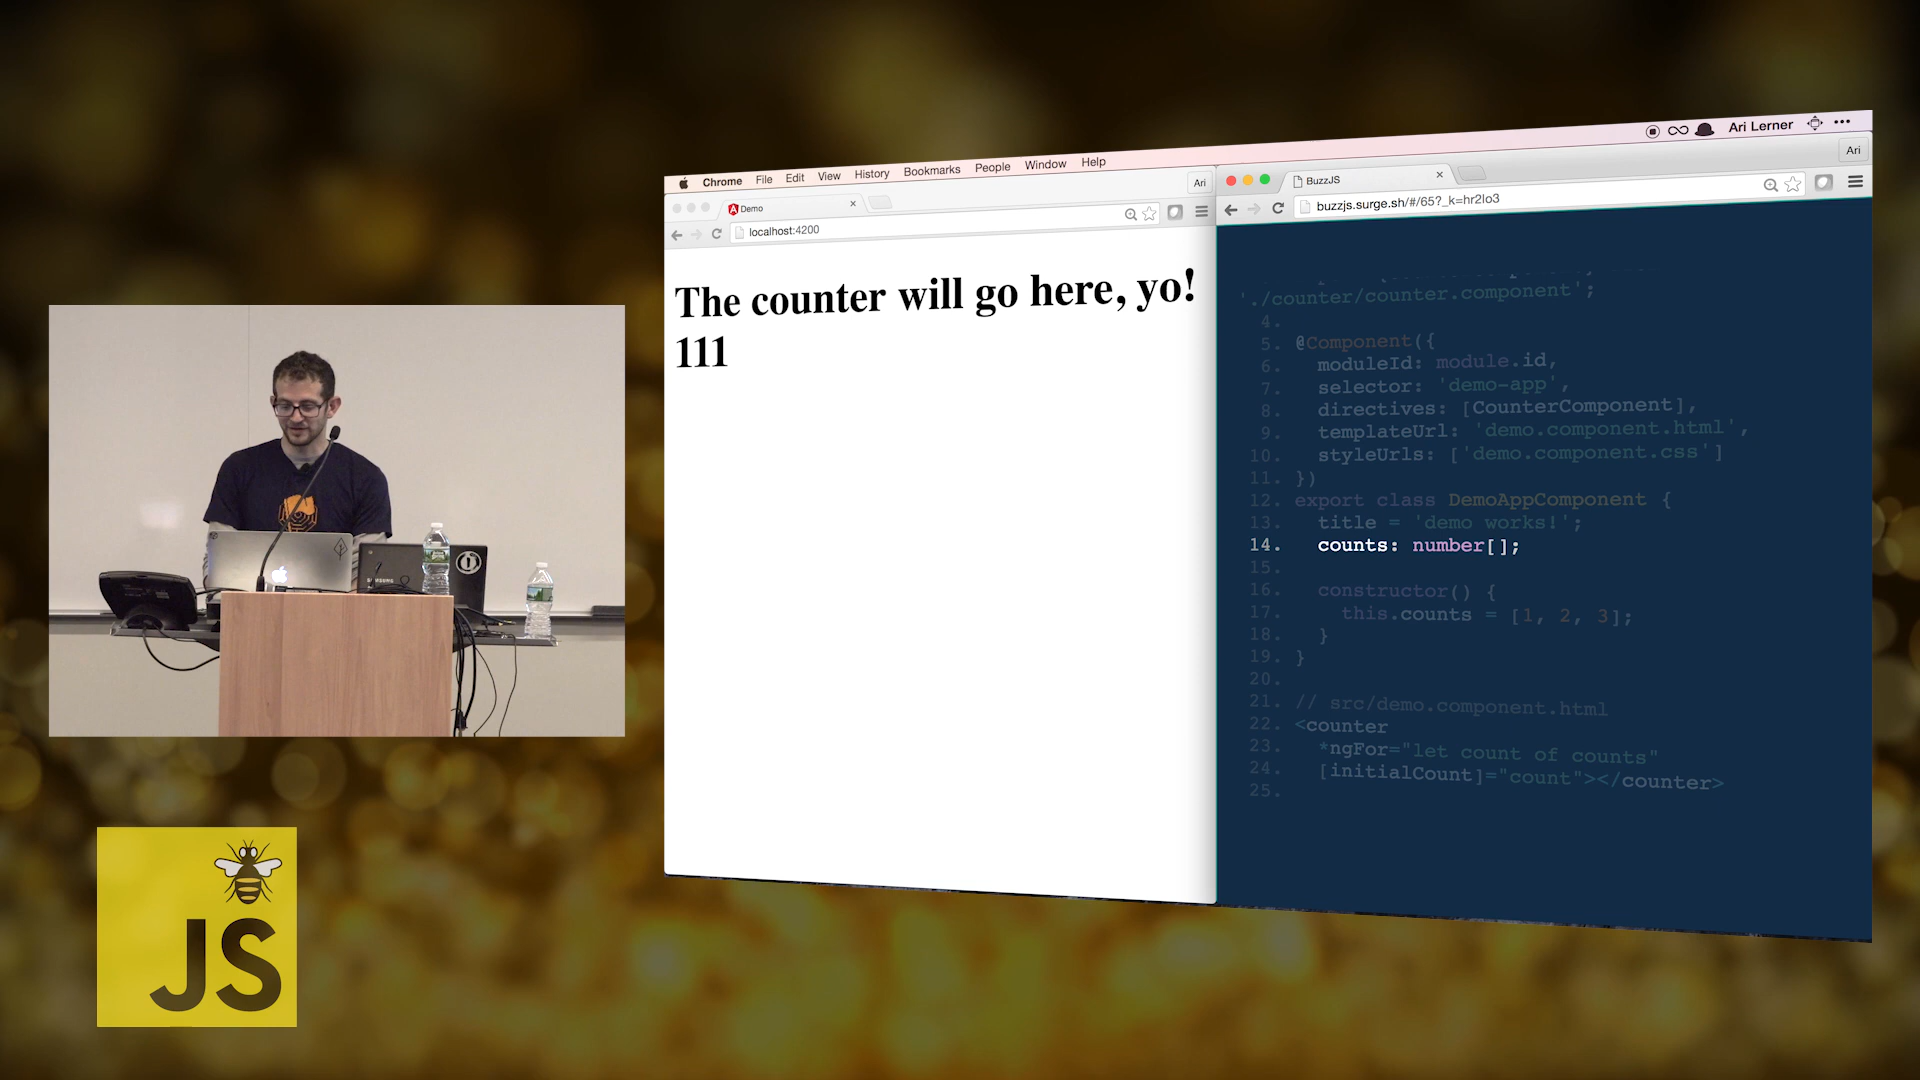 Chrome File Edit View History Bookmarks People Window Help
Ari Lerner
Demo
Ari
localhost:4200
The counter will go here, yo!
111
BuzzJS
Ari
buzzjs.surge.sh/#/65?_k=hr2lo3
'./counter/counter.component';
4.
5. @Component({
6. moduleId: module.id,
7. selector: 'demo-app',
8. directives: [CounterComponent],
9. templateUrl: 'demo.component.html',
10. styleUrls: ['demo.component.css']
11. })
12. export class DemoAppComponent {
13. title = 'demo works!';
14. counts: number[];
15.
16. constructor() {
17. this.counts = [1, 2, 3];
18. }
19. }
20.
21. // src/demo.component.html
22. <counter
23. *ngFor="let count of counts"
24. [initialCount]="count"></counter>
25.
SAMSUNG
JS